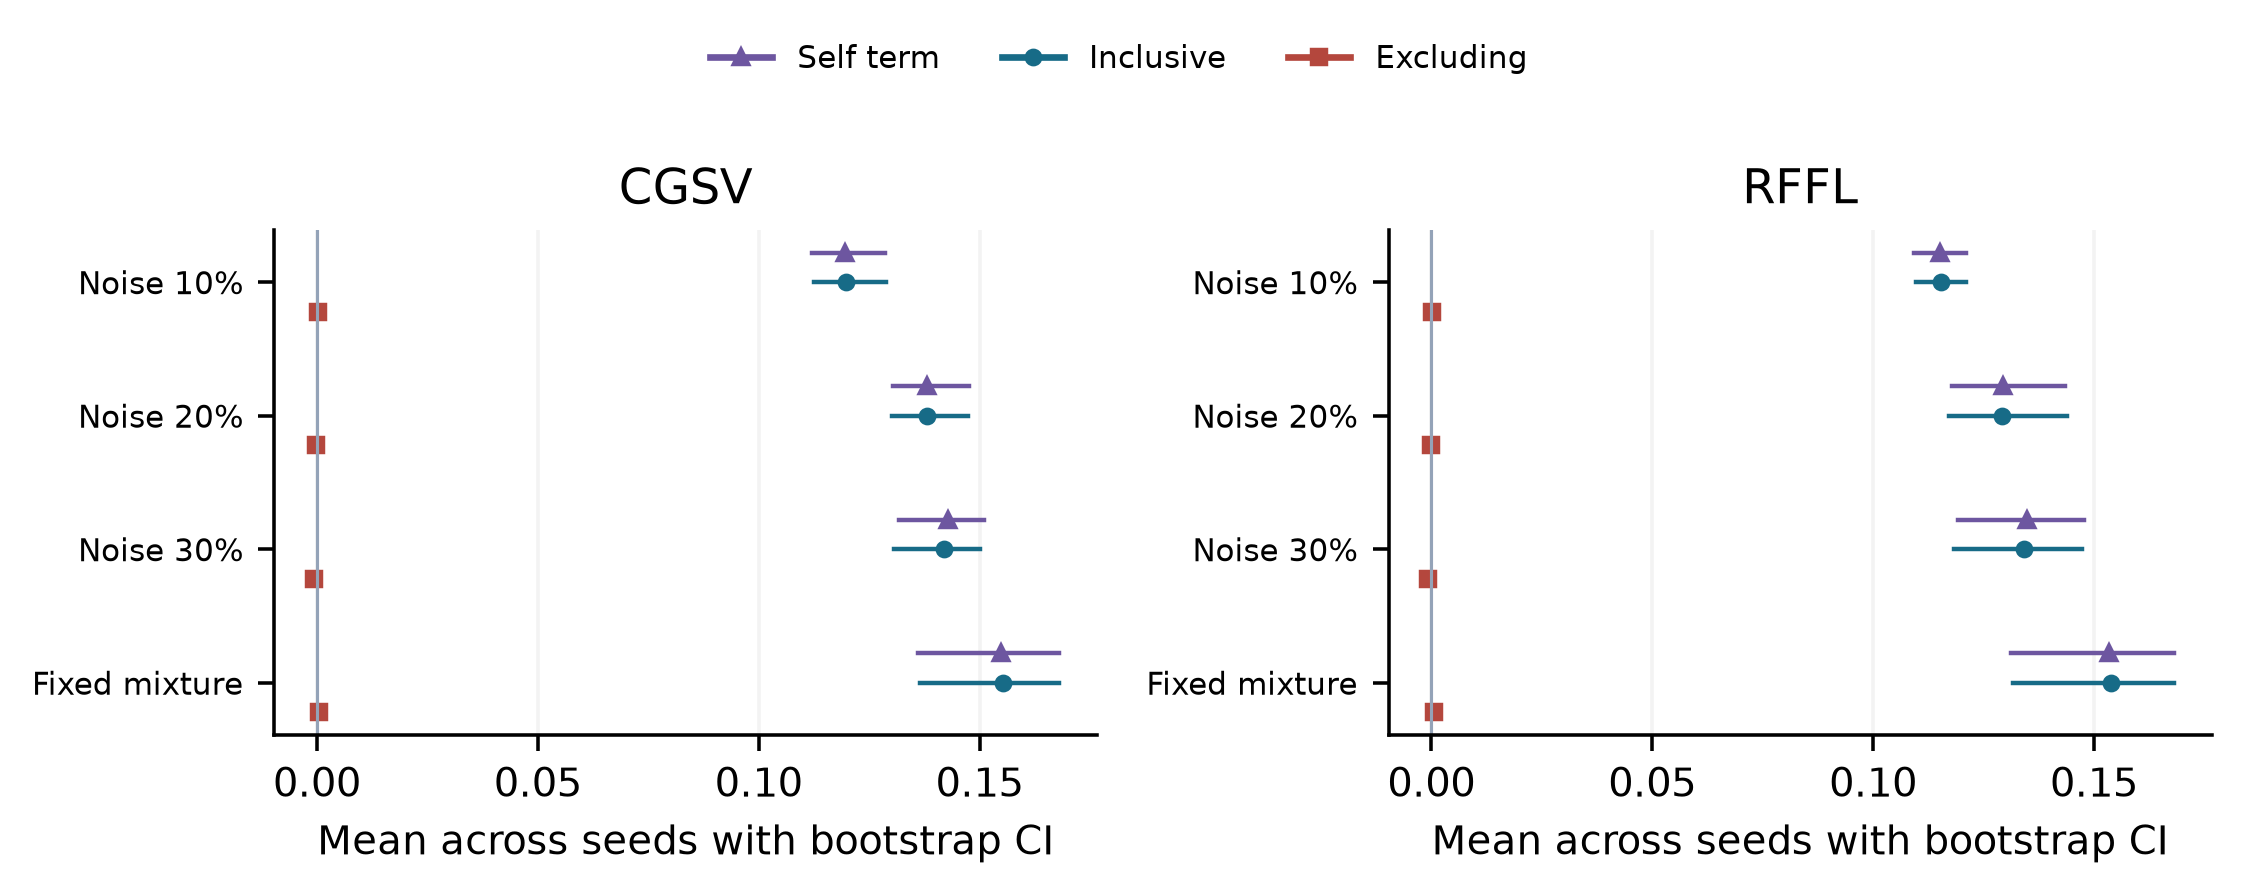 Self term Inclusive Excluding
CGSV
Noise 10%
Noise 20%
Noise 30%
Fixed mixture
0.00 0.05 0.10 0.15
Mean across seeds with bootstrap CI
RFFL
Noise 10%
Noise 20%
Noise 30%
Fixed mixture
0.00 0.05 0.10 0.15
Mean across seeds with bootstrap CI